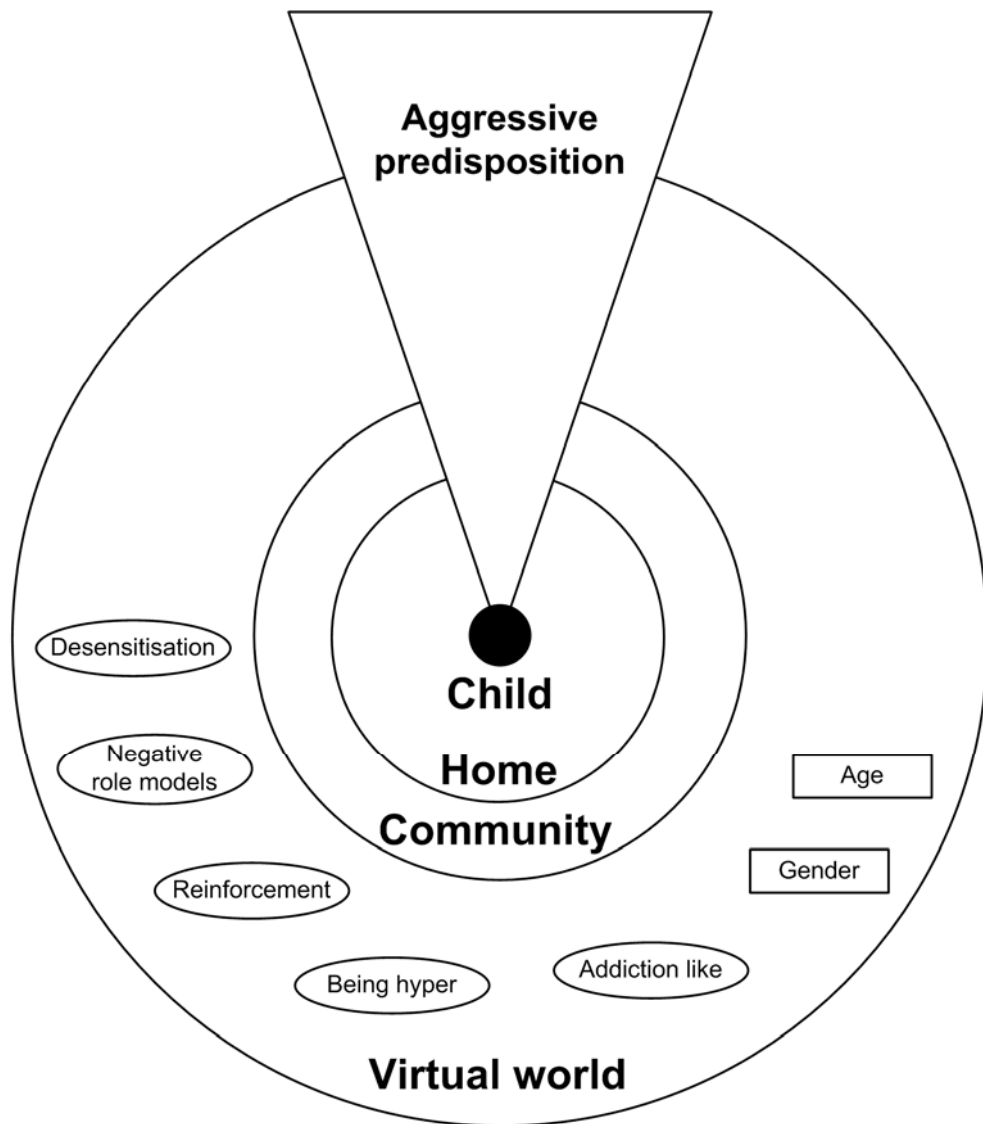 Aggressive
predisposition
Desensitisation
Child
Negative
role models
Home
Age
Community
Gender
Reinforcement
Being hyper
Addiction like
Virtual world